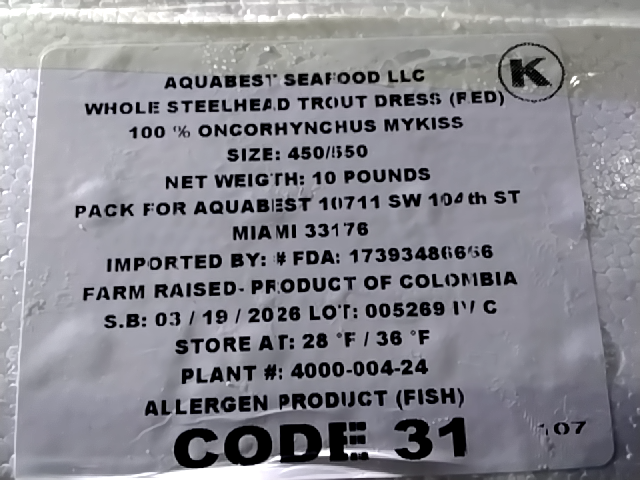 K
AQUABEST SEAFOOD LLC
WHOLE STEELHEAD TROUT DRESS (RED)
100 % ONCORHYNCHUS MYKISS
SIZE: 450/550
NET WEIGTH: 10 POUNDS
PACK FOR AQUABEST 10711 SW 104th ST
MIAMI 33176
IMPORTED BY: # FDA: 17393486656
FARM RAISED- PRODUCT OF COLOMBIA
S.B: 03 / 19 / 2026 LOT: 005269 C
STORE AT: 28 °F / 36 °F
PLANT #: 4000-004-24
ALLERGEN PRODUCT (FISH)
CODE 31